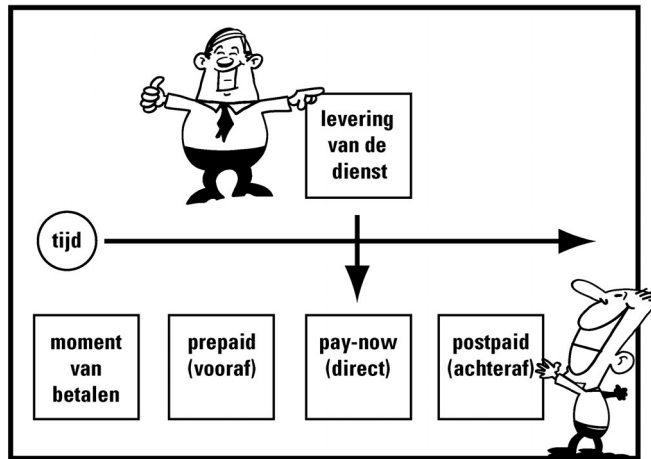 levering
van de
dienst
tijd
moment
van
betalen
prepaid
(vooraf)
pay-now
(direct)
postpaid
(achteraf)